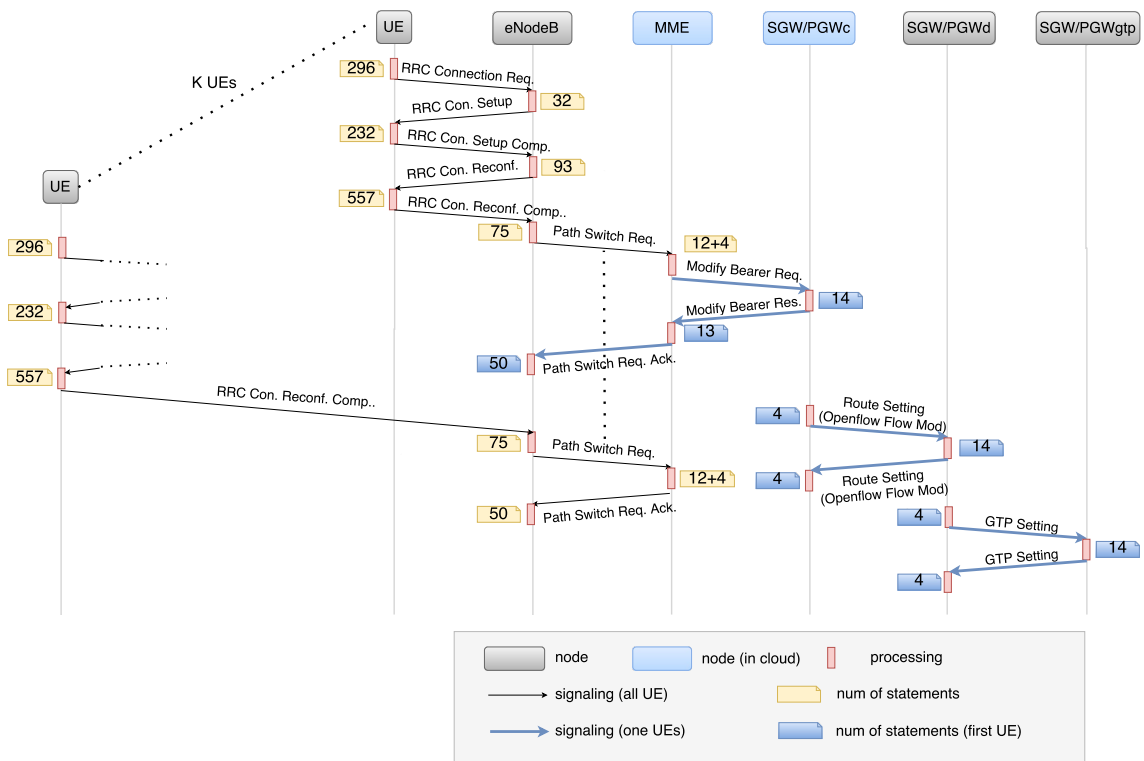 UE
eNodeB
MME
SGW/PGWc
SGW/PGWd
SGW/PGWgtp
K UEs
296
RRC Connection Req.
32
RRC Con. Setup
232
RRC Con. Setup Comp.
93
RRC Con. Reconf.
UE
557
RRC Con. Reconf. Comp..
75
Path Switch Req.
12+4
296
Modify Bearer Req.
14
Modify Bearer Res.
232
13
50
Path Switch Req. Ack.
557
RRC Con. Reconf. Comp..
4
Route Setting
(Openflow Flow Mod)
75
Path Switch Req.
14
12+4
4
Route Setting
(Openflow Flow Mod)
50
Path Switch Req. Ack.
4
GTP Setting
14
GTP Setting
4
node
node (in cloud)
processing
signaling (all UE)
num of statements
signaling (one UEs)
num of statements (first UE)